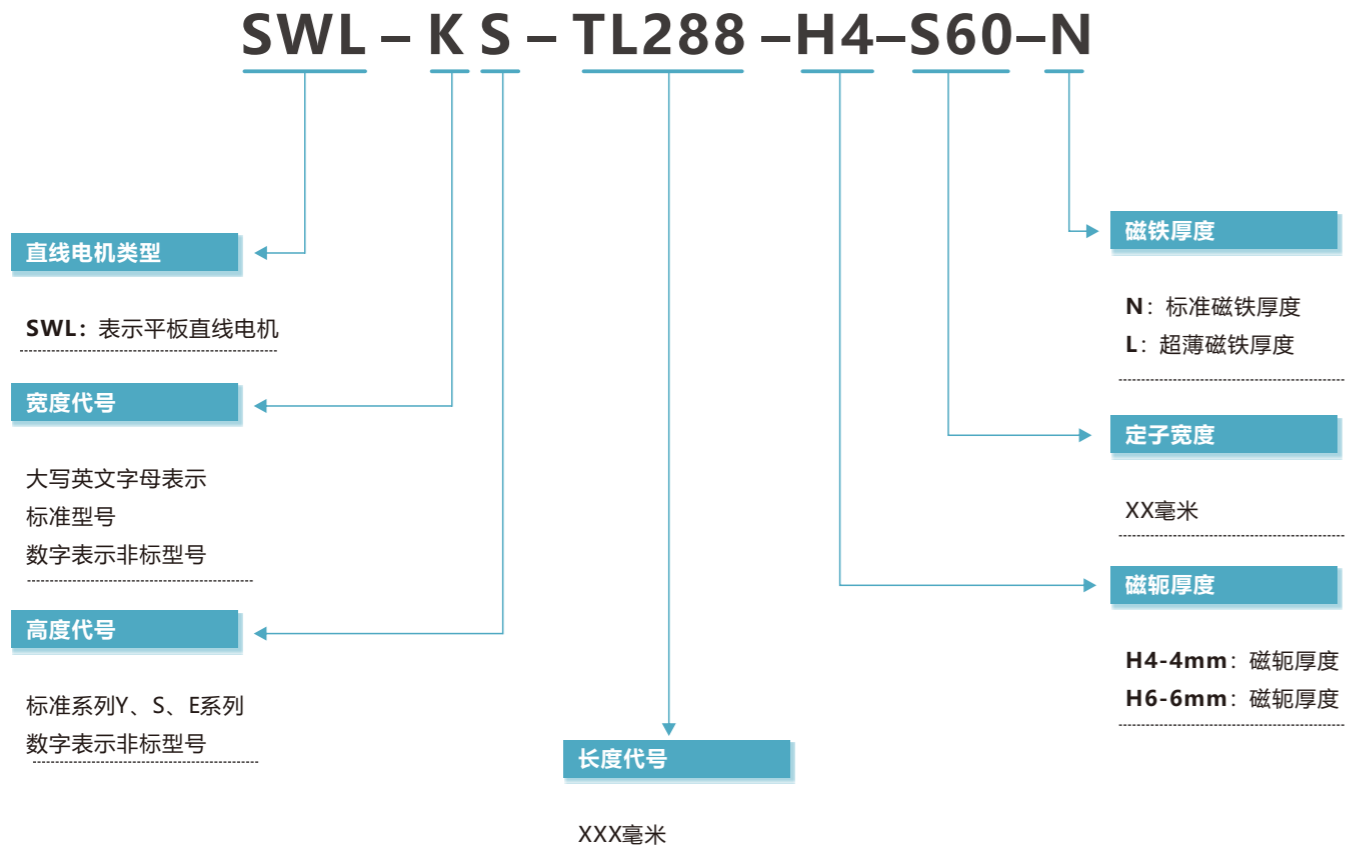 SWL – K S – TL288 –H4–S60–N
直线电机类型
SWL: 表示平板直线电机
宽度代号
大写英文字母表示
标准型号
数字表示非标型号
高度代号
标准系列Y、S、E系列
数字表示非标型号
长度代号
XXX毫米
磁铁厚度
N: 标准磁铁厚度
L: 超薄磁铁厚度
定子宽度
XX毫米
磁轭厚度
H4-4mm: 磁轭厚度
H6-6mm: 磁轭厚度